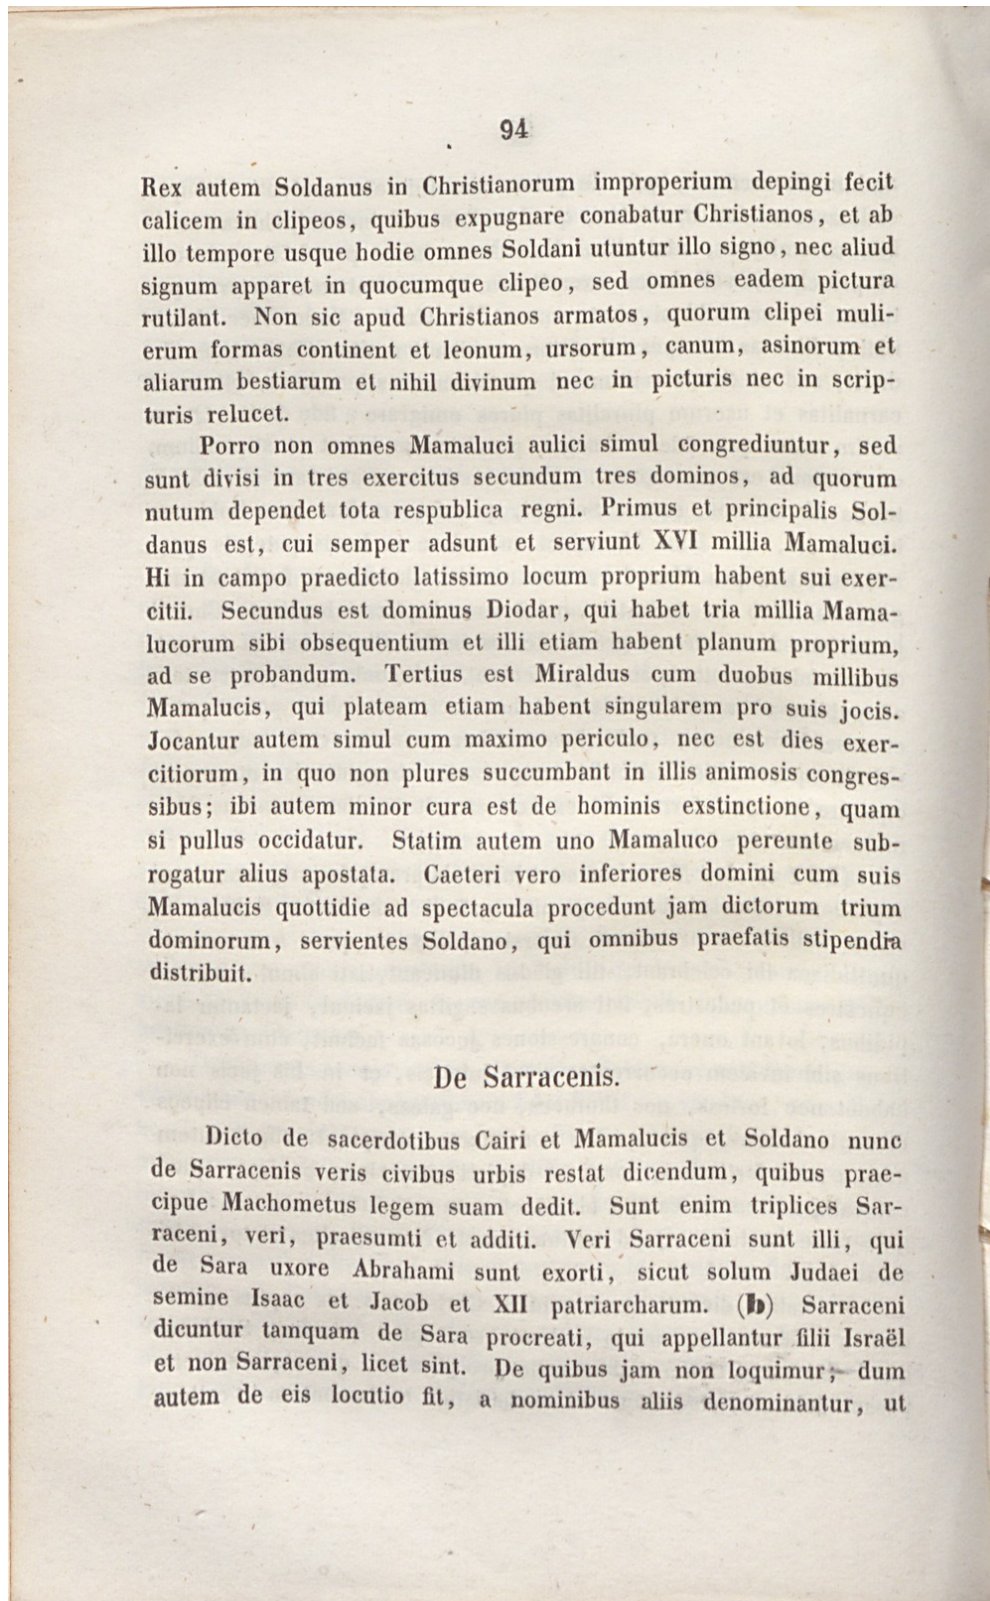 94
Rex autem Soldanus in Christianorum improperium depingi fecit
calicem in clipeos, quibus expugnare conabatur Christianos, et ab
illo tempore usque hodie omnes Soldani utuntur illo signo, nec aliud
signum apparet in quocumque clipeo, sed omnes eadem pictura
rutilant. Non sic apud Christianos armatos, quorum clipei muli-
erum formas continent et leonum, ursorum, canum, asinorum et
aliarum bestiarum et nihil divinum nec in picturis nec in scrip-
turis relucet.
Porro non omnes Mamaluci aulici simul congrediuntur, sed
sunt divisi in tres exercitus secundum tres dominos, ad quorum
nutum dependet tota respublica regni. Primus et principalis Sol-
danus est, cui semper adsunt et serviunt XVI millia Mamaluci.
Hi in campo praedicto latissimo locum proprium habent sui exer-
citii. Secundus est dominus Diodar, qui habet tria millia Mama-
lucorum sibi obsequentium et illi etiam habent planum proprium,
ad se probandum. Tertius est Miraldus cum duobus millibus
Mamalucis, qui plateam etiam habent singularem pro suis jocis.
Jocantur autem simul cum maximo periculo, nec est dies exer-
citiorum, in quo non plures succumbant in illis animosis congres-
sibus; ibi autem minor cura est de hominis exstinctione, quam
si pullus occidatur. Statim autem uno Mamaluco pereunte sub-
rogatur alius apostata. Caeteri vero inferiores domini cum suis
Mamalucis quottidie ad spectacula procedunt jam dictorum trium
dominorum, servientes Soldano, qui omnibus praefatis stipendia
distribuit.
De Sarracenis.
Dicto de sacerdotibus Cairi et Mamalucis et Soldano nunc
de Sarracenis veris civibus urbis restat dicendum, quibus prae-
cipue Machometus legem suam dedit. Sunt enim triplices Sar-
raceni, veri, praesumti et additi. Veri Sarraceni sunt illi, qui
de Sara uxore Abrahami sunt exorti, sicut solum Judaei de
semine Isaac et Jacob et XII patriarcharum. (b) Sarraceni
dicuntur tamquam de Sara procreati, qui appellantur filii Israël
et non Sarraceni, licet sint. De quibus jam non loquimur; dum
autem de eis locutio fit, a nominibus aliis denominantur, ut